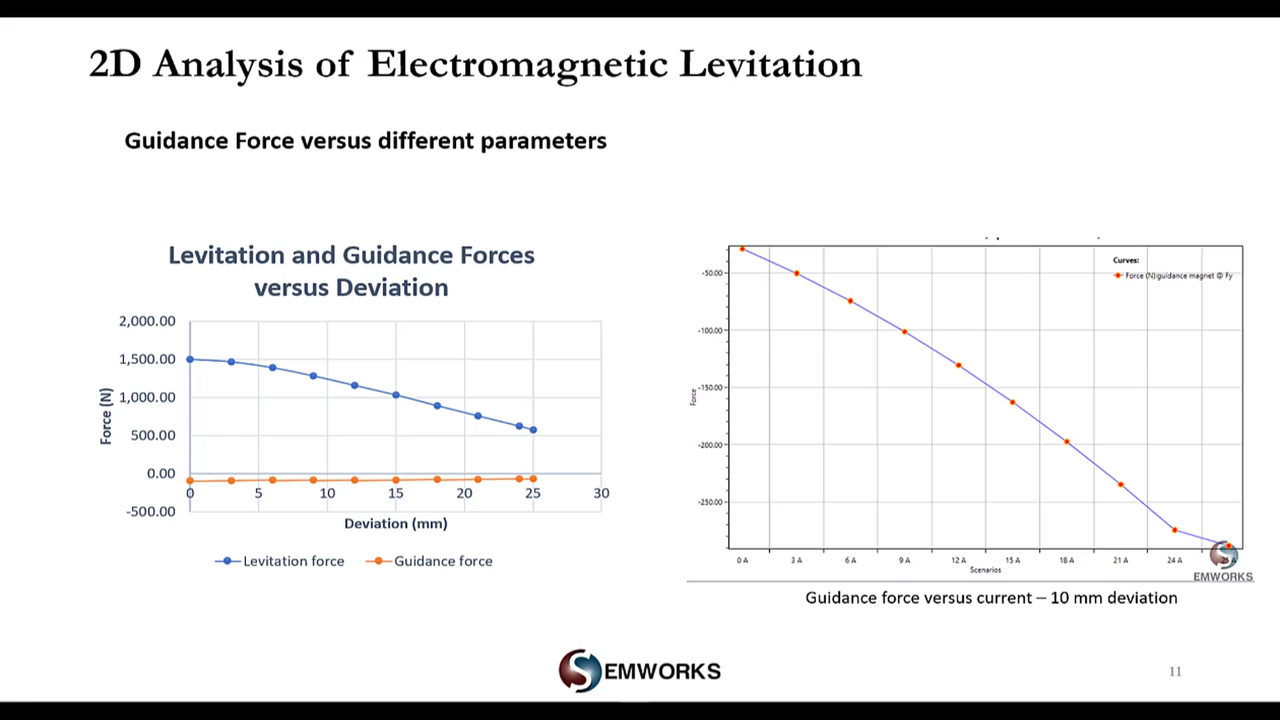 2D Analysis of Electromagnetic Levitation
Guidance Force versus different parameters
Levitation and Guidance Forces
versus Deviation
2,000.00
1,500.00
1,000.00
500.00
0.00
-500.00
Force (N)
0 5 10 15 20 25 30
Deviation (mm)
Levitation force Guidance force
Curves:
Force (N):guidance magnet @ Fy
-50.00
-100.00
-150.00
-200.00
-250.00
Force
0 A 3 A 6 A 9 A 12 A 15 A 18 A 21 A 24 A
Scenarios
EMWORKS
Guidance force versus current – 10 mm deviation
EMWORKS
11